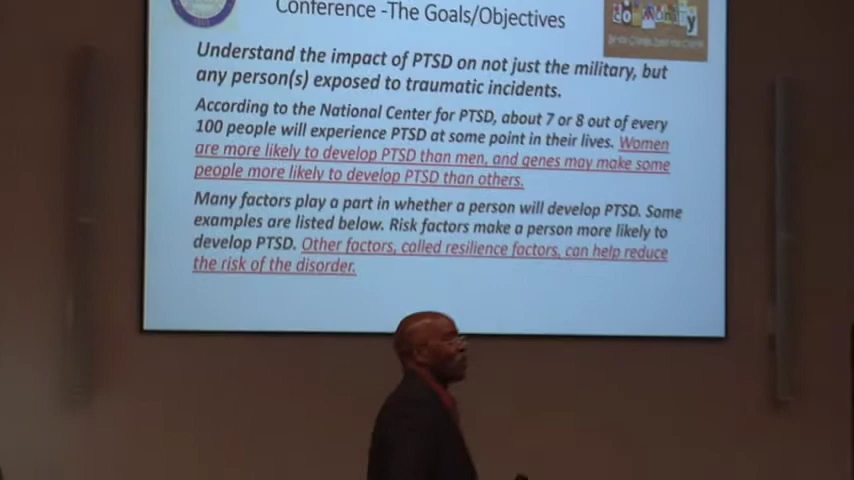 Conference -The Goals/Objectives
community
Understand the impact of PTSD on not just the military, but
any person(s) exposed to traumatic incidents.
According to the National Center for PTSD, about 7 or 8 out of every
100 people will experience PTSD at some point in their lives. Women
are more likely to develop PTSD than men, and genes may make some
people more likely to develop PTSD than others.
Many factors play a part in whether a person will develop PTSD. Some
examples are listed below. Risk factors make a person more likely to
develop PTSD. Other factors, called resilience factors, can help reduce
the risk of the disorder.